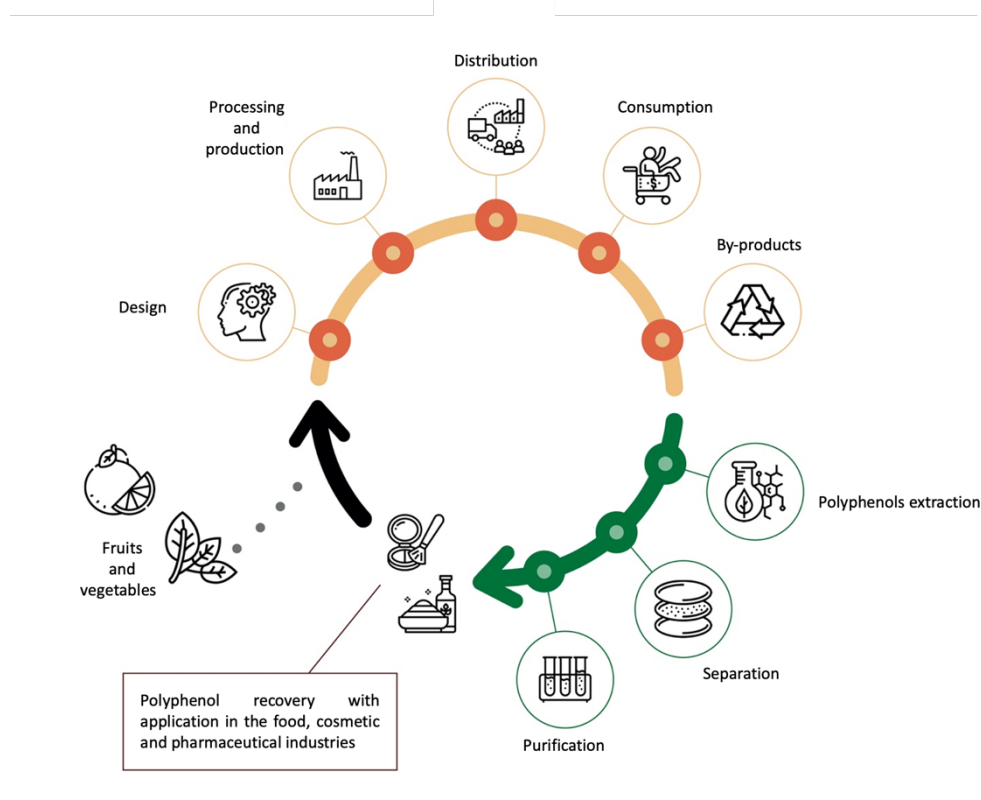 Distribution
Processing
and
production
Consumption
By-products
Design
Polyphenols extraction
Fruits
and
vegetables
Separation
Polyphenol recovery with
application in the food, cosmetic
and pharmaceutical industries
Purification
$